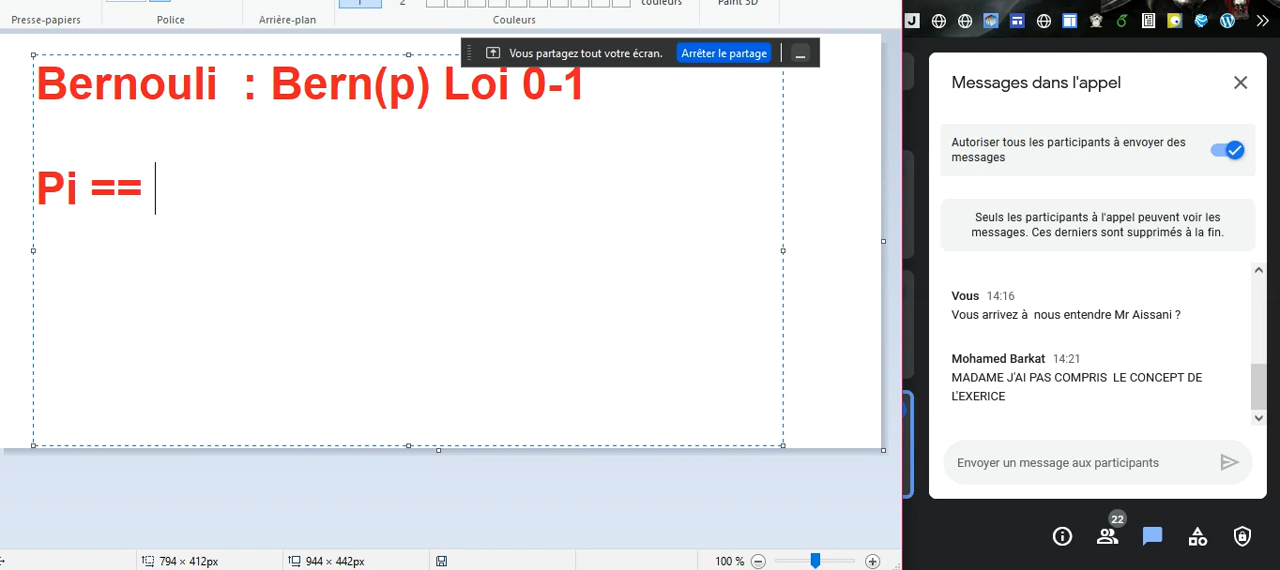 Presse-papiers
Police
Arrière-plan
1
2
Couleurs
couleurs
Paint 3D
Vous partagez tout votre écran.
Arrêter le partage
Bernouli : Bern(p) Loi 0-1
Pi ==
794 × 412px
944 × 442px
100 %
Messages dans l'appel
Autoriser tous les participants à envoyer des
messages
Seuls les participants à l'appel peuvent voir les
messages. Ces derniers sont supprimés à la fin.
Vous 14:16
Vous arrivez à nous entendre Mr Aissani ?
Mohamed Barkat 14:21
MADAME J'AI PAS COMPRIS LE CONCEPT DE
L'EXERICE
Envoyer un message aux participants
22